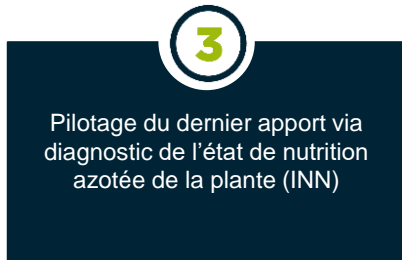 3
Pilotage du dernier apport via
diagnostic de l’état de nutrition
azotée de la plante (INN)